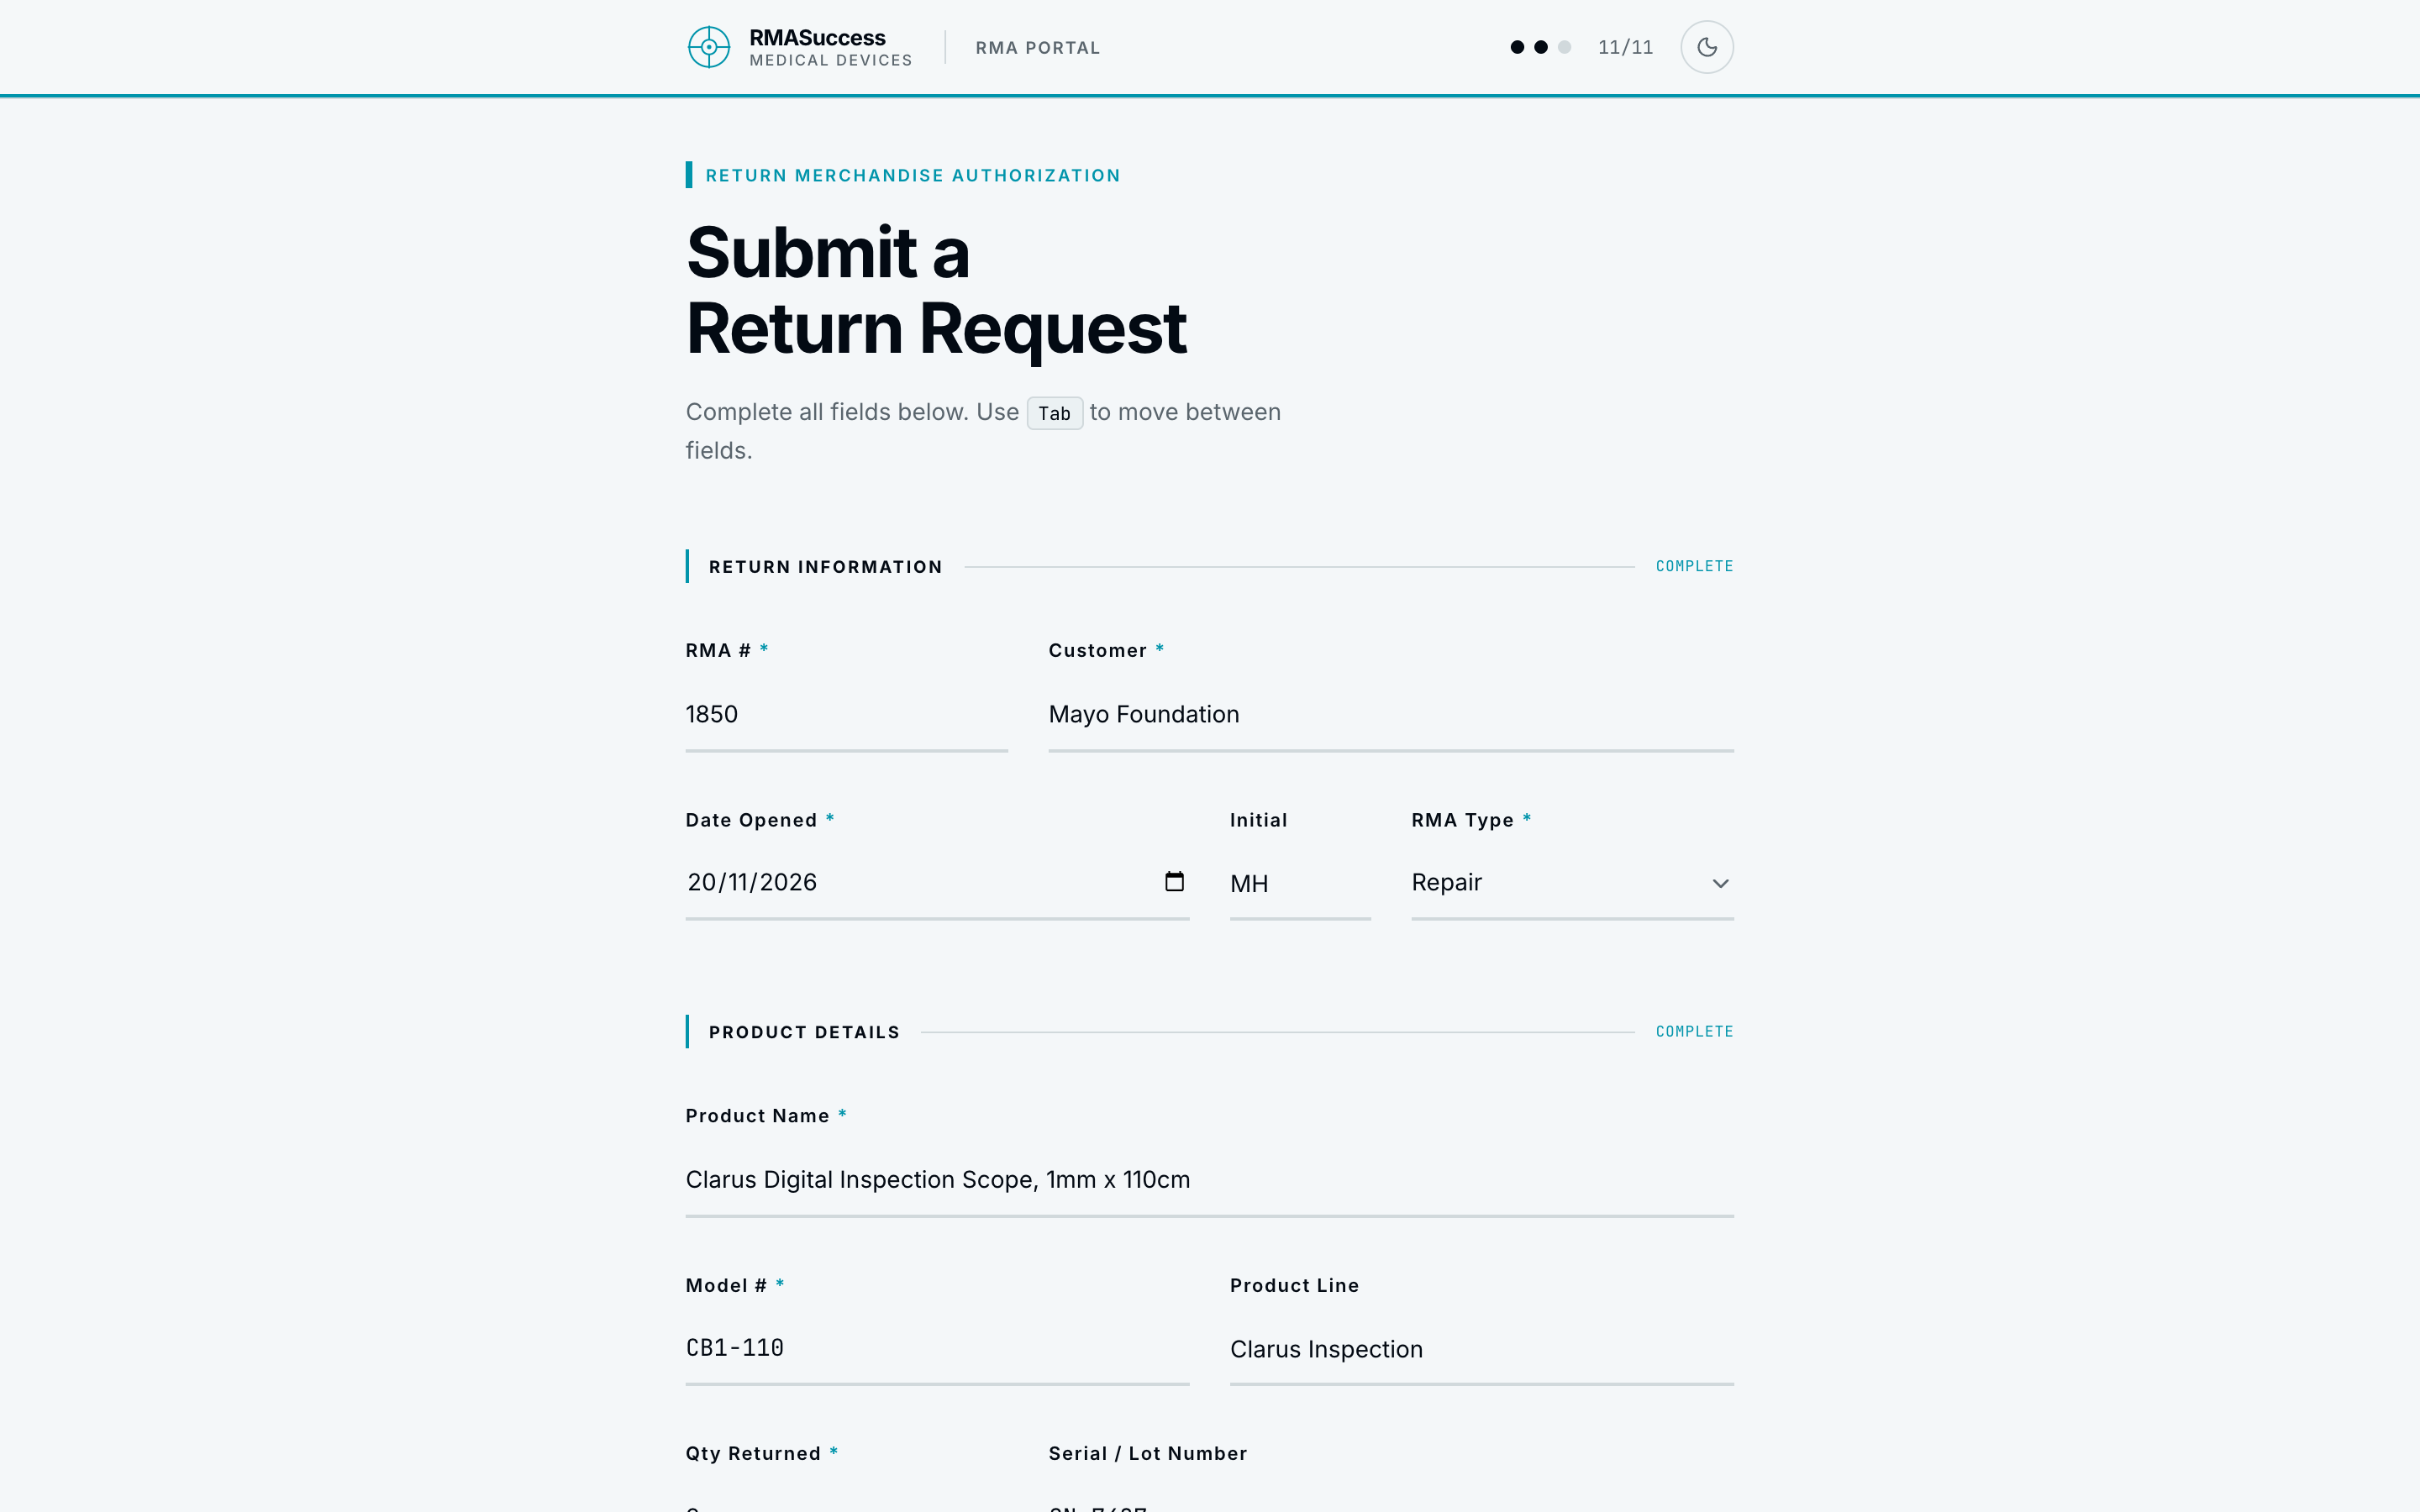 RMASuccess
MEDICAL DEVICES
RMA PORTAL
11/11
RETURN MERCHANDISE AUTHORIZATION
Submit a
Return Request
Complete all fields below. Use Tab to move between
fields.
RETURN INFORMATION
COMPLETE
RMA # *
Customer *
1850
Mayo Foundation
Date Opened *
Initial
RMA Type *
20/11/2026
MH
Repair
PRODUCT DETAILS
COMPLETE
Product Name *
Clarus Digital Inspection Scope, 1mm x 110cm
Model # *
Product Line
CB1-110
Clarus Inspection
Qty Returned *
Serial / Lot Number